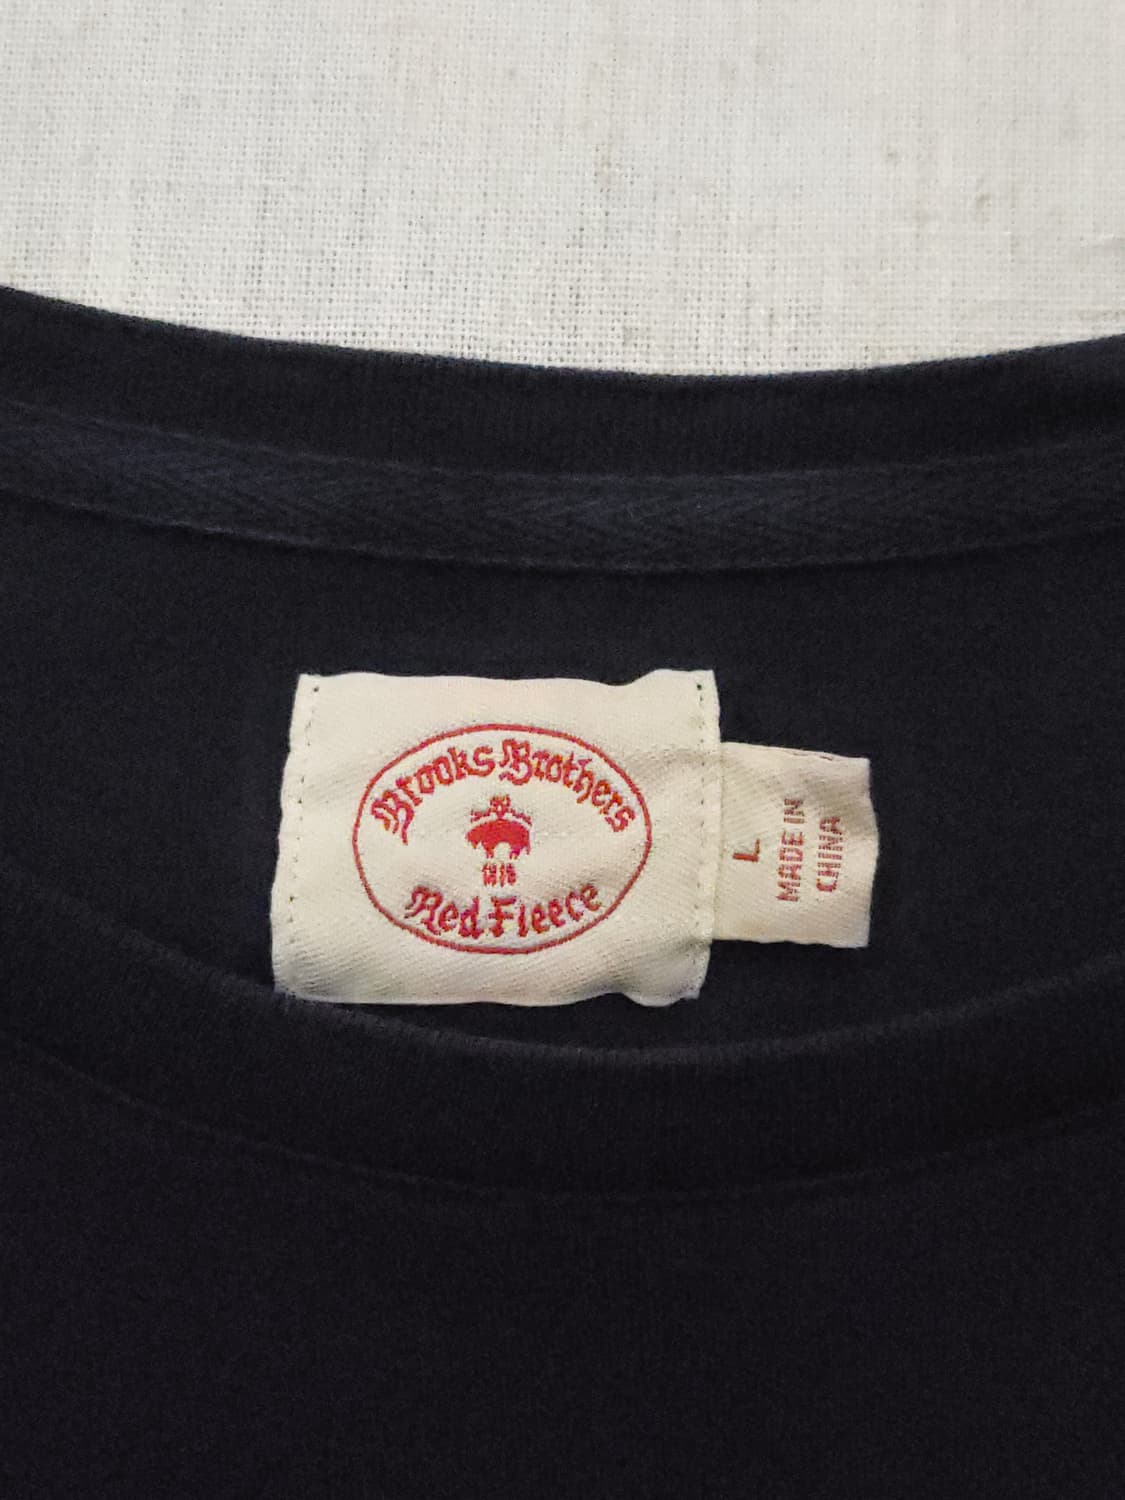 Brooks Brothers
1818
Red Fleece
L
MADE IN
CHINA